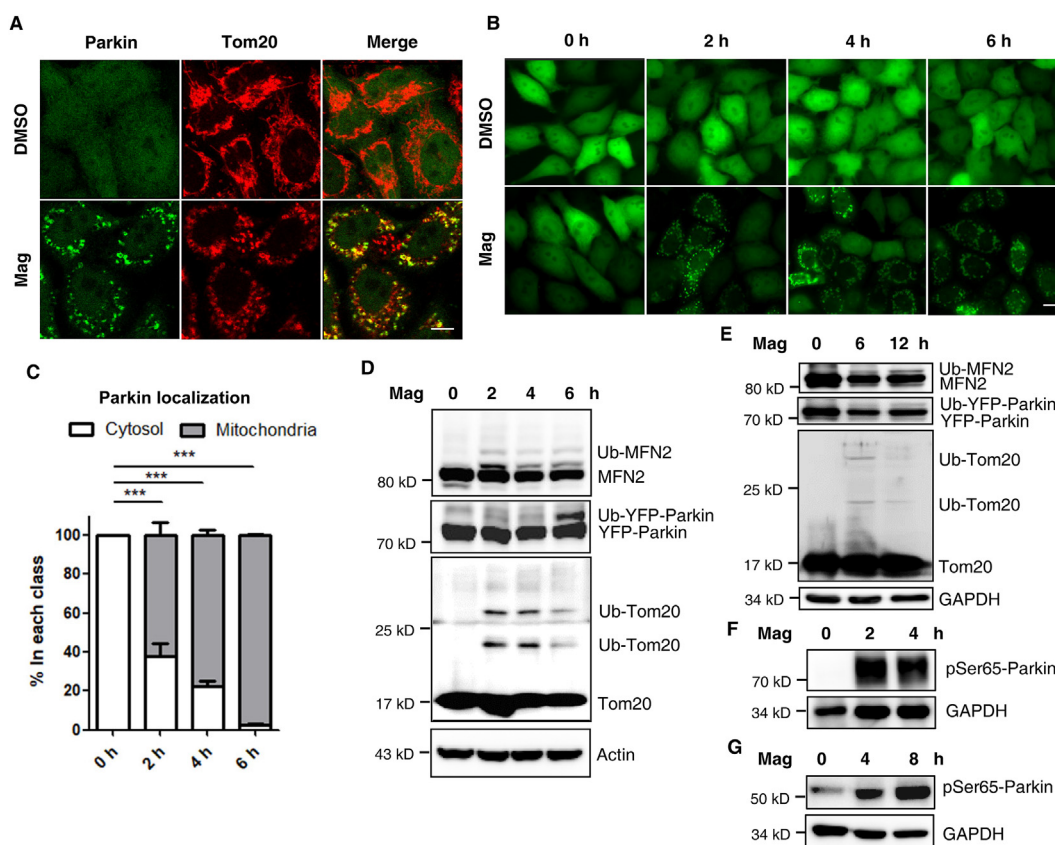 A
Parkin Tom20 Merge
DMSO
Mag
B
0 h 2 h 4 h 6 h
DMSO
Mag
C
Parkin localization
Cytosol Mitochondria
***
***
***
% In each class
100
80
60
40
20
0
0 h 2 h 4 h 6 h
D
Mag 0 2 4 6 h
Ub-MFN2
80 kD MFN2
Ub-YFP-Parkin
YFP-Parkin
70 kD
Ub-Tom20
25 kD
Ub-Tom20
17 kD Tom20
43 kD Actin
E
Mag 0 6 12 h
Ub-MFN2
80 kD MFN2
Ub-YFP-Parkin
70 kD YFP-Parkin
Ub-Tom20
25 kD
Ub-Tom20
17 kD Tom20
34 kD GAPDH
F
Mag 0 2 4 h
pSer65-Parkin
70 kD
34 kD GAPDH
G
Mag 0 4 8 h
pSer65-Parkin
50 kD
34 kD GAPDH